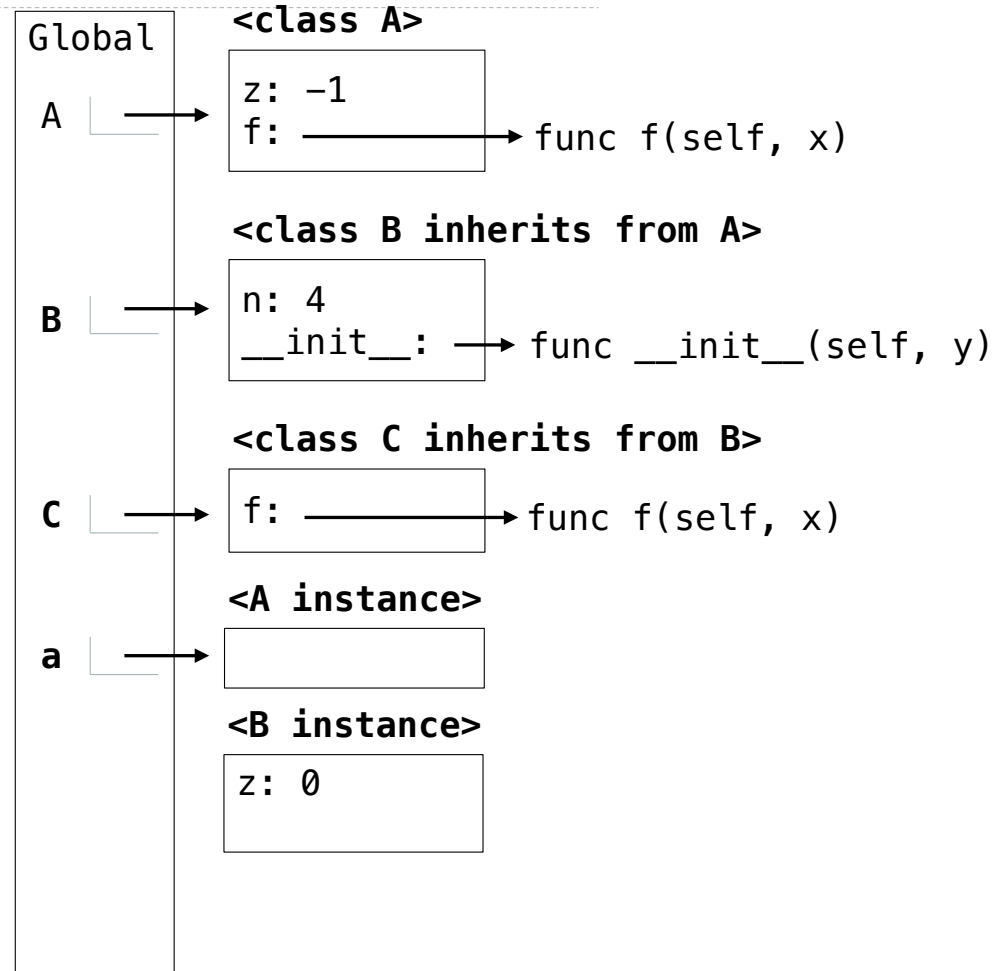 Global
<class A>
A
z: −1
f:
func f(self, x)
<class B inherits from A>
B
n: 4
__init__:
func __init__(self, y)
<class C inherits from B>
C
f:
func f(self, x)
<A instance>
a
<B instance>
z: 0